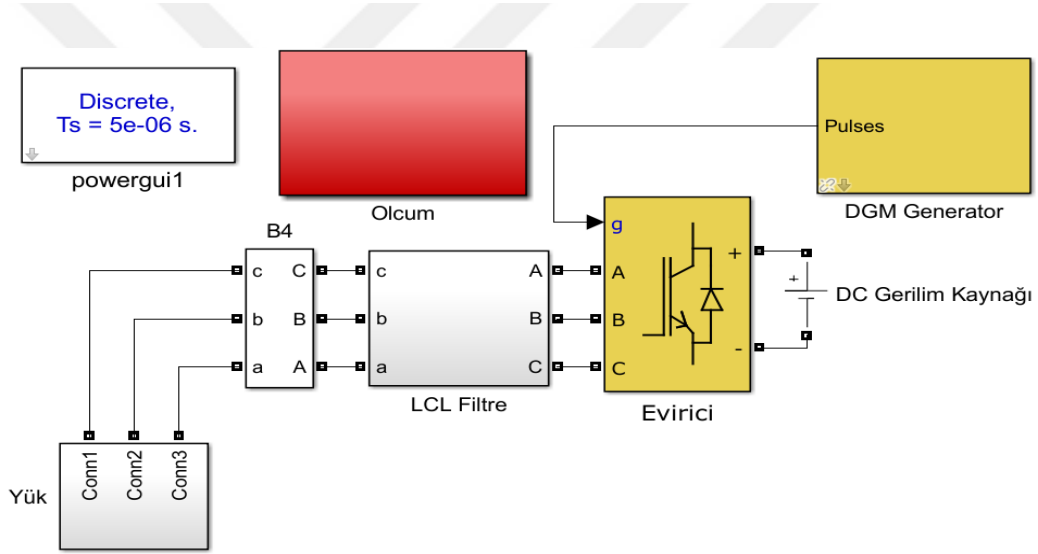 Discrete,
Ts = 5e-06 s.
powergui1
Olcum
Pulses
DGM Generator
B4
c C
b B
a A
c A
b B
a C
LCL Filtre
g
A +
B
C -
Evirici
+
DC Gerilim Kaynağı
Conn1
Conn2
Conn3
Yük